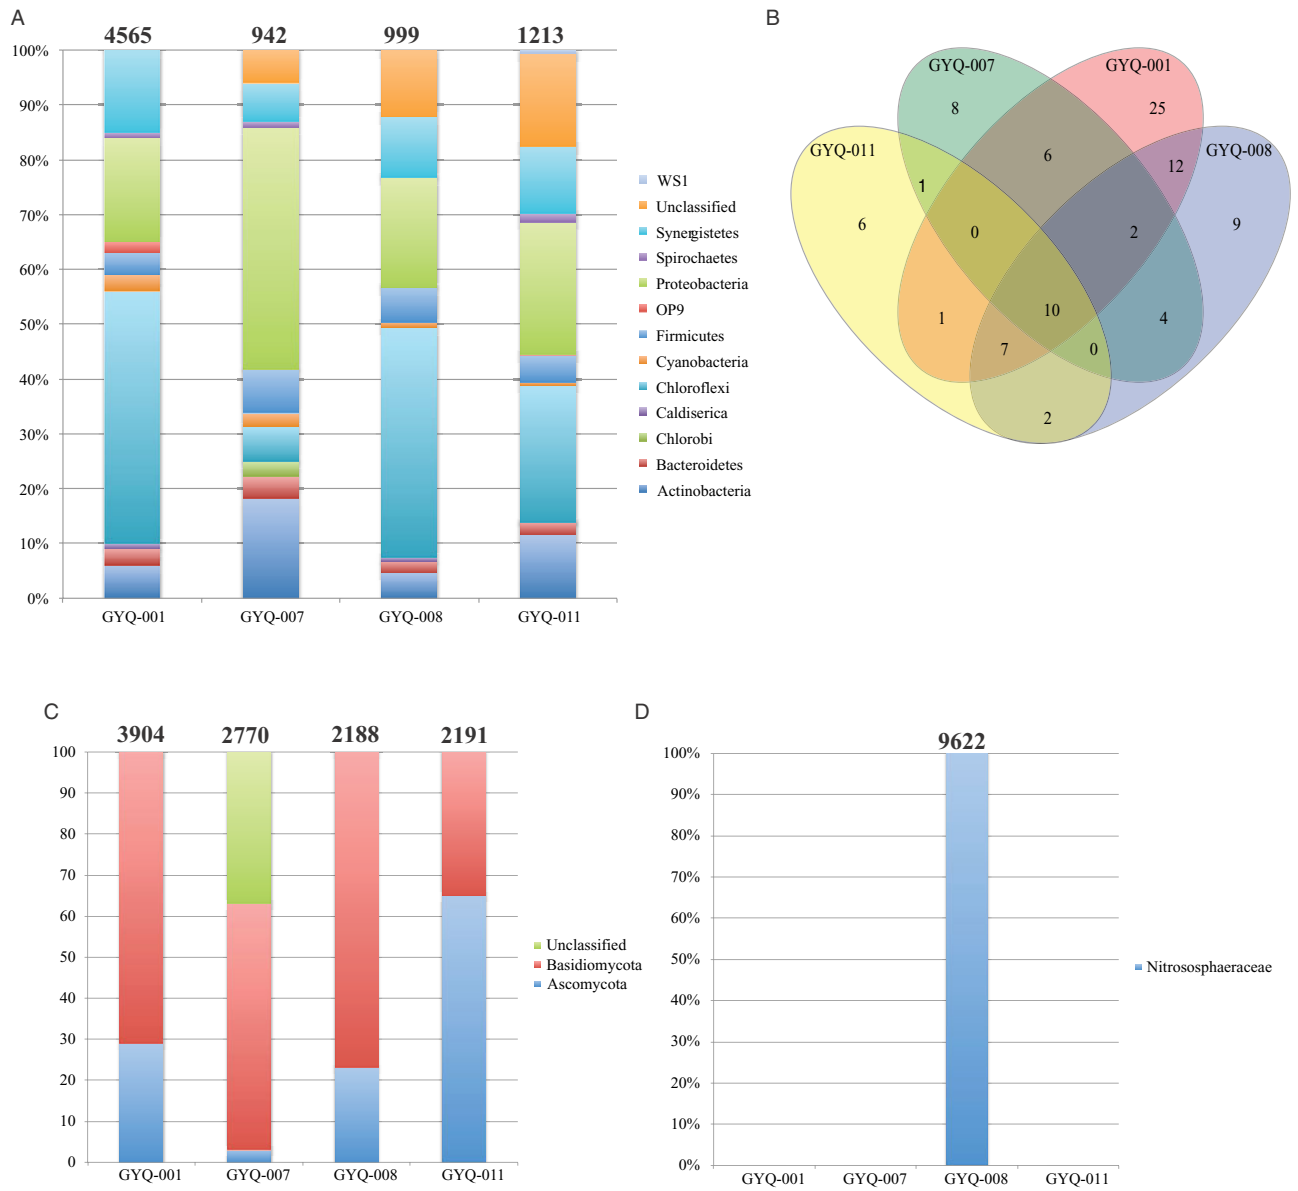 A
4565
942
999
1213
100%
90%
80%
70%
60%
50%
40%
30%
20%
10%
0%
GYQ-001
GYQ-007
GYQ-008
GYQ-011
WS1
Unclassified
Synergistetes
Spirochaetes
Proteobacteria
OP9
Firmicutes
Cyanobacteria
Chloroflexi
Caldiserica
Chlorobi
Bacteroidetes
Actinobacteria
B
GYQ-007
GYQ-001
8
25
GYQ-011
GYQ-008
6
12
1
6
0
2
9
1
10
4
7
0
2
C
3904
2770
2188
2191
100
90
80
70
60
50
40
30
20
10
0
GYQ-001
GYQ-007
GYQ-008
GYQ-011
Unclassified
Basidiomycota
Ascomycota
D
9622
100%
90%
80%
70%
60%
50%
40%
30%
20%
10%
0%
GYQ-001
GYQ-007
GYQ-008
GYQ-011
Nitrososphaeraceae